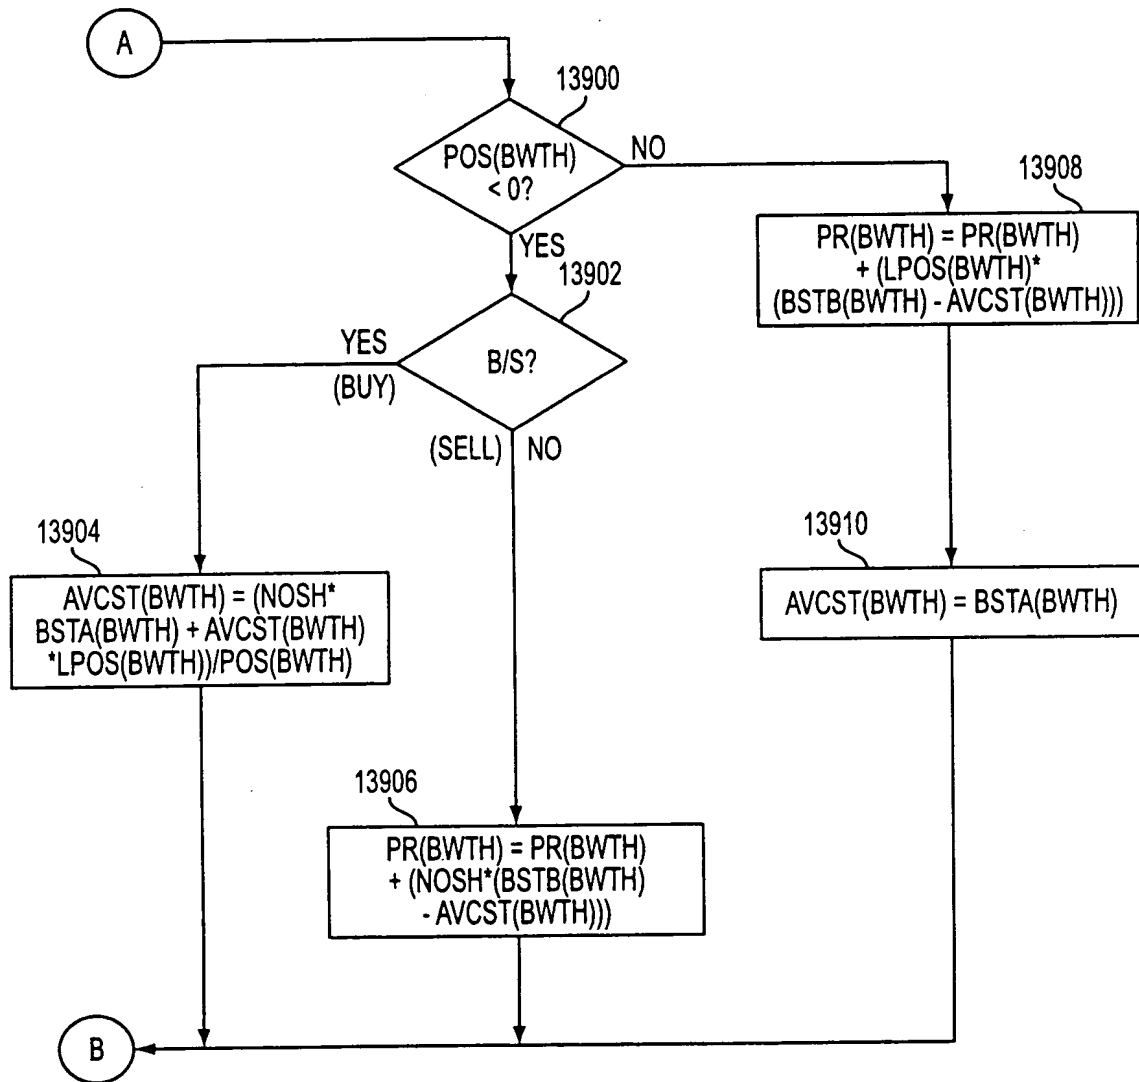 A
13900
POS(BWTH)
< 0?
NO
YES
13908
PR(BWTH) = PR(BWTH)
+ (LPOS(BWTH)*
(BSTB(BWTH) - AVCST(BWTH)))
13902
B/S?
YES
(BUY)
(SELL) NO
13904
AVCST(BWTH) = (NOSH*
BSTA(BWTH) + AVCST(BWTH)
*LPOS(BWTH))/POS(BWTH)
13910
AVCST(BWTH) = BSTA(BWTH)
13906
PR(BWTH) = PR(BWTH)
+ (NOSH*(BSTB(BWTH)
- AVCST(BWTH)))
B